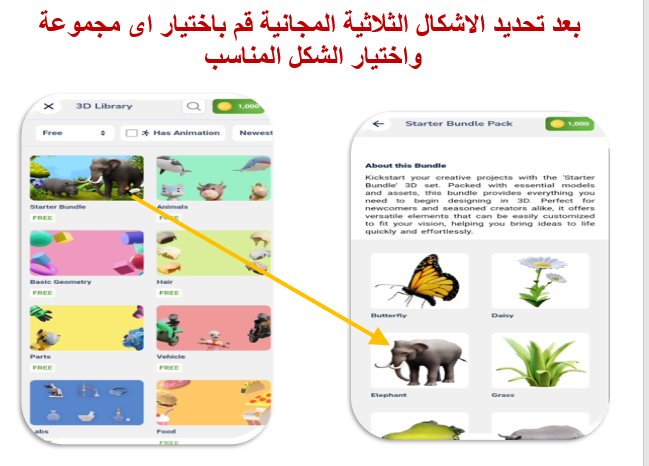 بعد تحديد الاشكال الثلاثية المجانية قم باختيار اى مجموعة
واختيار الشكل المناسب
3D Library
1,000
Free
Has Animation
Newest
Starter Bundle
FREE
Animals
FREE
Basic Geometry
FREE
Hair
FREE
Parts
FREE
Vehicle
FREE
abs
Food
FREE
Starter Bundle Pack
1,000
About this Bundle
Kickstart your creative projects with the 'Starter
Bundle' 3D set. Packed with essential models
and assets, this bundle provides everything you
need to begin designing in 3D. Perfect for
newcomers and seasoned creators alike, it offers
versatile elements that can be easily customized
to fit your vision, helping you bring ideas to life
quickly and effortlessly.
Butterfly
Daisy
Elephant
Grass